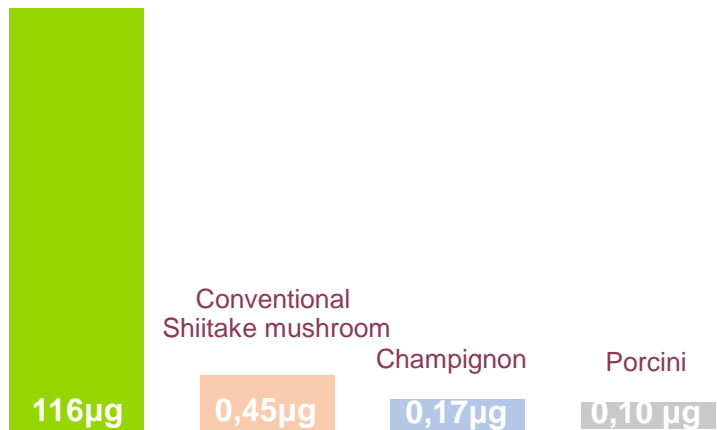 Conventional
Shiitake mushroom
Champignon
Porcini
116µg
0,45µg
0,17µg
0,10 µg